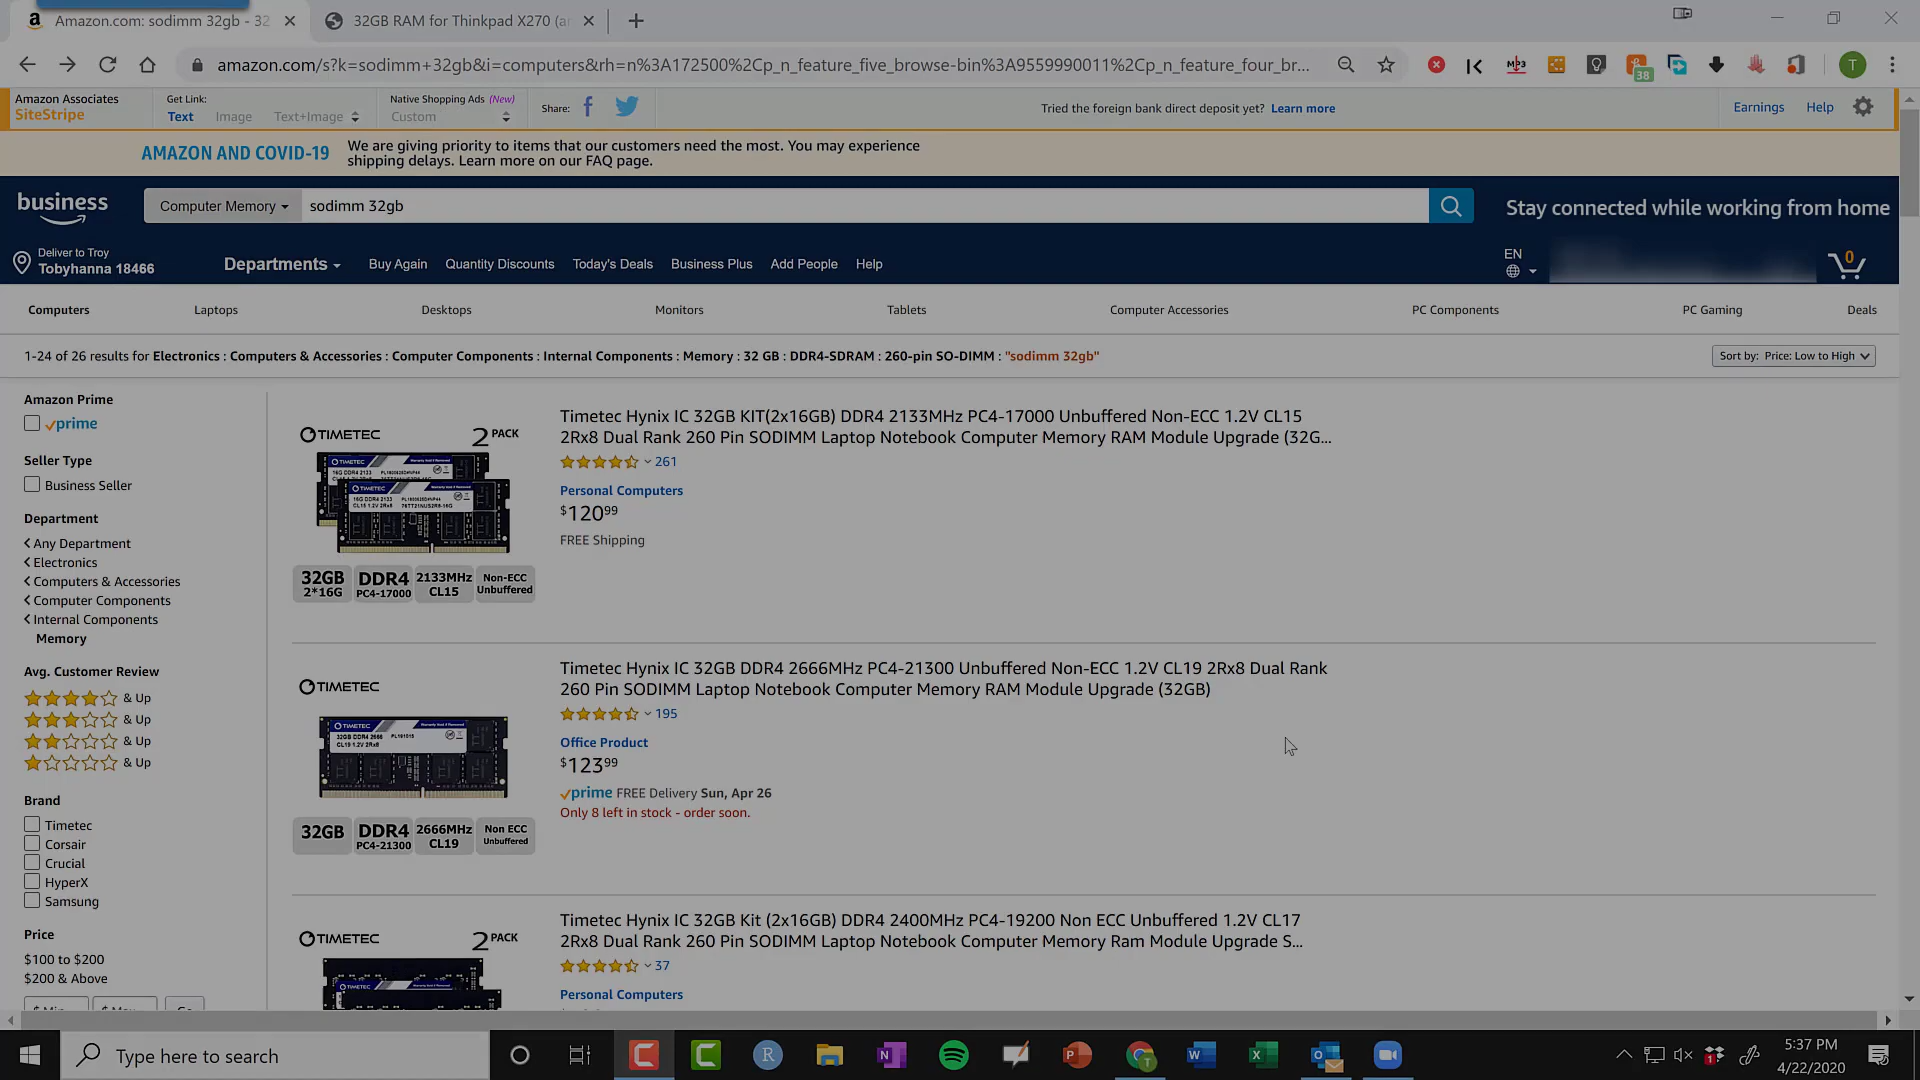 Amazon.com: sodimm 32gb - 32
32GB RAM for Thinkpad X270 (a
amazon.com/s?k=sodimm+32gb&i=computers&rh=n%3A172500%2Cp_n_feature_five_browse-bin%3A9559990011%2Cp_n_feature_four_br...
MP3
38
T
Amazon Associates
SiteStripe
Get Link:
Text Image Text+Image
Native Shopping Ads (New)
Custom
Share:
Tried the foreign bank direct deposit yet? Learn more
Earnings Help
AMAZON AND COVID-19
We are giving priority to items that our customers need the most. You may experience
shipping delays. Learn more on our FAQ page.
business
Computer Memory
sodimm 32gb
Stay connected while working from home
Deliver to Troy
Tobyhanna 18466
Departments
Buy Again Quantity Discounts Today's Deals Business Plus Add People Help
EN
0
Computers Laptops Desktops Monitors Tablets Computer Accessories PC Components PC Gaming Deals
1-24 of 26 results for Electronics : Computers & Accessories : Computer Components : Internal Components : Memory : 32 GB : DDR4-SDRAM : 260-pin SO-DIMM : "sodimm 32gb"
Sort by: Price: Low to High
Amazon Prime
prime
Seller Type
Business Seller
Department
Any Department
Electronics
Computers & Accessories
Computer Components
Internal Components
Memory
Avg. Customer Review
& Up
& Up
& Up
& Up
Brand
Timetec
Corsair
Crucial
HyperX
Samsung
Price
$100 to $200
$200 & Above
$ Min $ Max Go
TIMETEC 2 PACK
32GB 2*16G
DDR4 PC4-17000
2133MHz CL15
Non-ECC Unbuffered
Timetec Hynix IC 32GB KIT(2x16GB) DDR4 2133MHz PC4-17000 Unbuffered Non-ECC 1.2V CL15
2Rx8 Dual Rank 260 Pin SODIMM Laptop Notebook Computer Memory RAM Module Upgrade (32G...
261
Personal Computers
$120.99
FREE Shipping
TIMETEC
32GB
DDR4 PC4-21300
2666MHz CL19
Non ECC Unbuffered
Timetec Hynix IC 32GB DDR4 2666MHz PC4-21300 Unbuffered Non-ECC 1.2V CL19 2Rx8 Dual Rank
260 Pin SODIMM Laptop Notebook Computer Memory RAM Module Upgrade (32GB)
195
Office Product
$123.99
prime FREE Delivery Sun, Apr 26
Only 8 left in stock - order soon.
TIMETEC 2 PACK
Timetec Hynix IC 32GB Kit (2x16GB) DDR4 2400MHz PC4-19200 Non ECC Unbuffered 1.2V CL17
2Rx8 Dual Rank 260 Pin SODIMM Laptop Notebook Computer Memory Ram Module Upgrade S...
37
Personal Computers
Type here to search
5:37 PM
4/22/2020